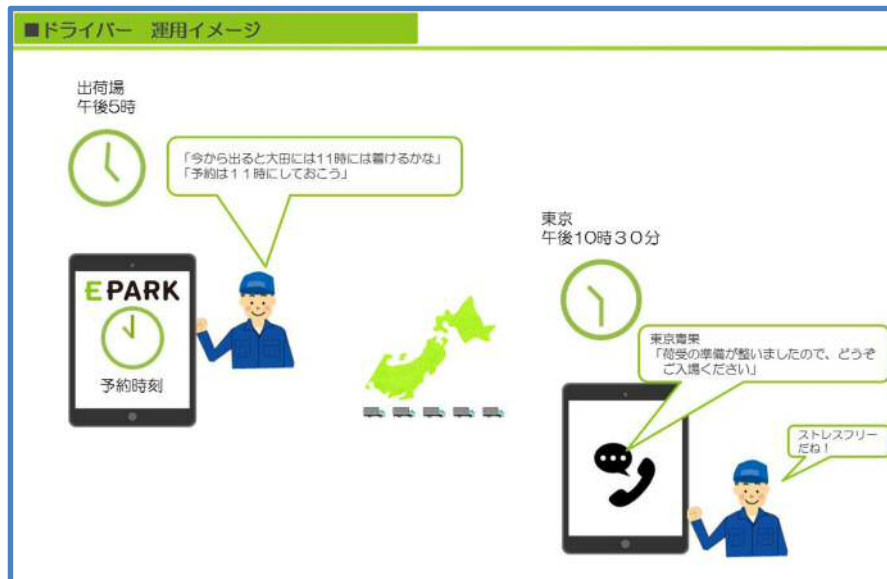 ■ドライバー 運用イメージ
出荷場
午後5時
「今から出ると大田には11時には着けるかな」
「予約は11時にしておこう」
EPARK
予約時刻
東京
午後10時30分
東京青果
「荷受の準備が整いましたので、どうぞ
ご入場ください」
ストレスフリー
だね！